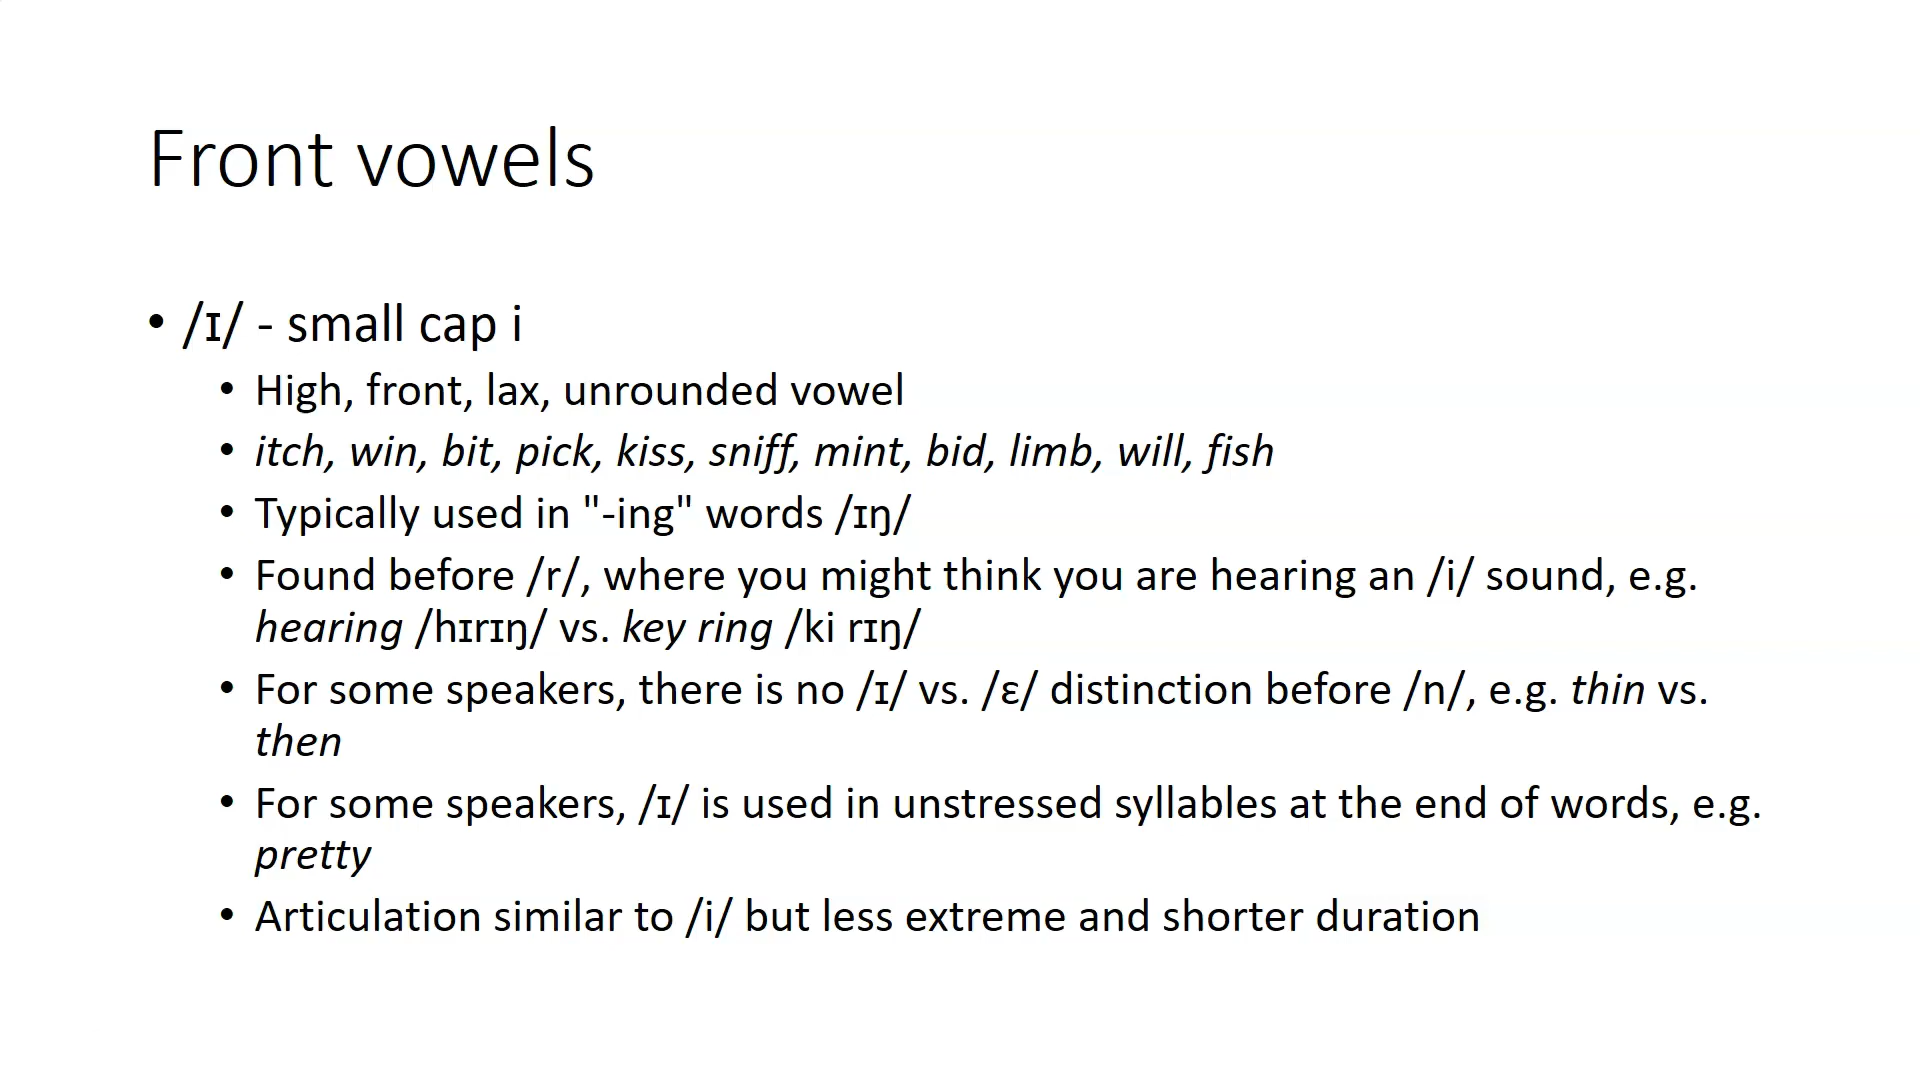 Front vowels
• /ɪ/ - small cap i
• High, front, lax, unrounded vowel
• itch, win, bit, pick, kiss, sniff, mint, bid, limb, will, fish
• Typically used in "-ing" words /ɪŋ/
• Found before /r/, where you might think you are hearing an /i/ sound, e.g.
hearing /hɪrɪŋ/ vs. key ring /ki rɪŋ/
• For some speakers, there is no /ɪ/ vs. /ɛ/ distinction before /n/, e.g. thin vs.
then
• For some speakers, /ɪ/ is used in unstressed syllables at the end of words, e.g.
pretty
• Articulation similar to /i/ but less extreme and shorter duration